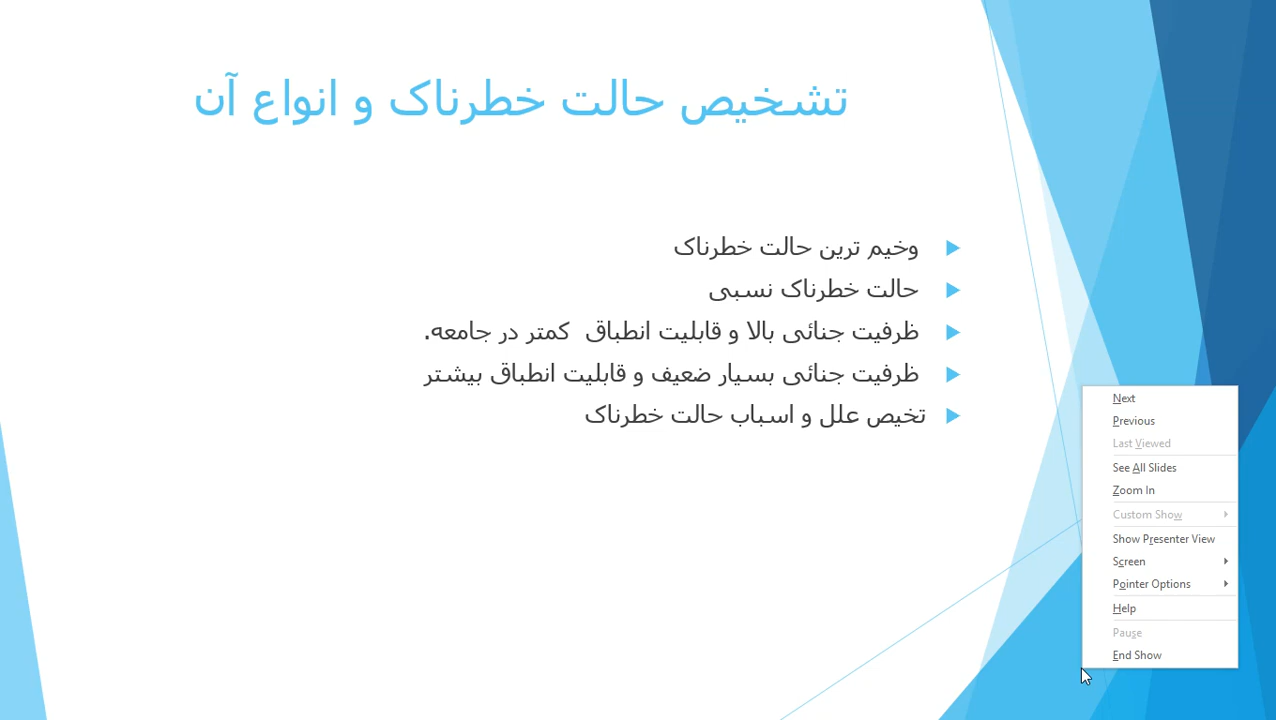 تشخیص حالت خطرناک و انواع آن
وخیم ترین حالت خطرناک
حالت خطرناک نسبی
ظرفیت جنائی بالا و قابلیت انطباق  کمتر در جامعه.
ظرفیت جنائی بسیار ضعیف و قابلیت انطباق بیشتر
تخیص علل و اسباب حالت خطرناک
Next
Previous
Last Viewed
See All Slides
Zoom In
Custom Show
Show Presenter View
Screen
Pointer Options
Help
Pause
End Show